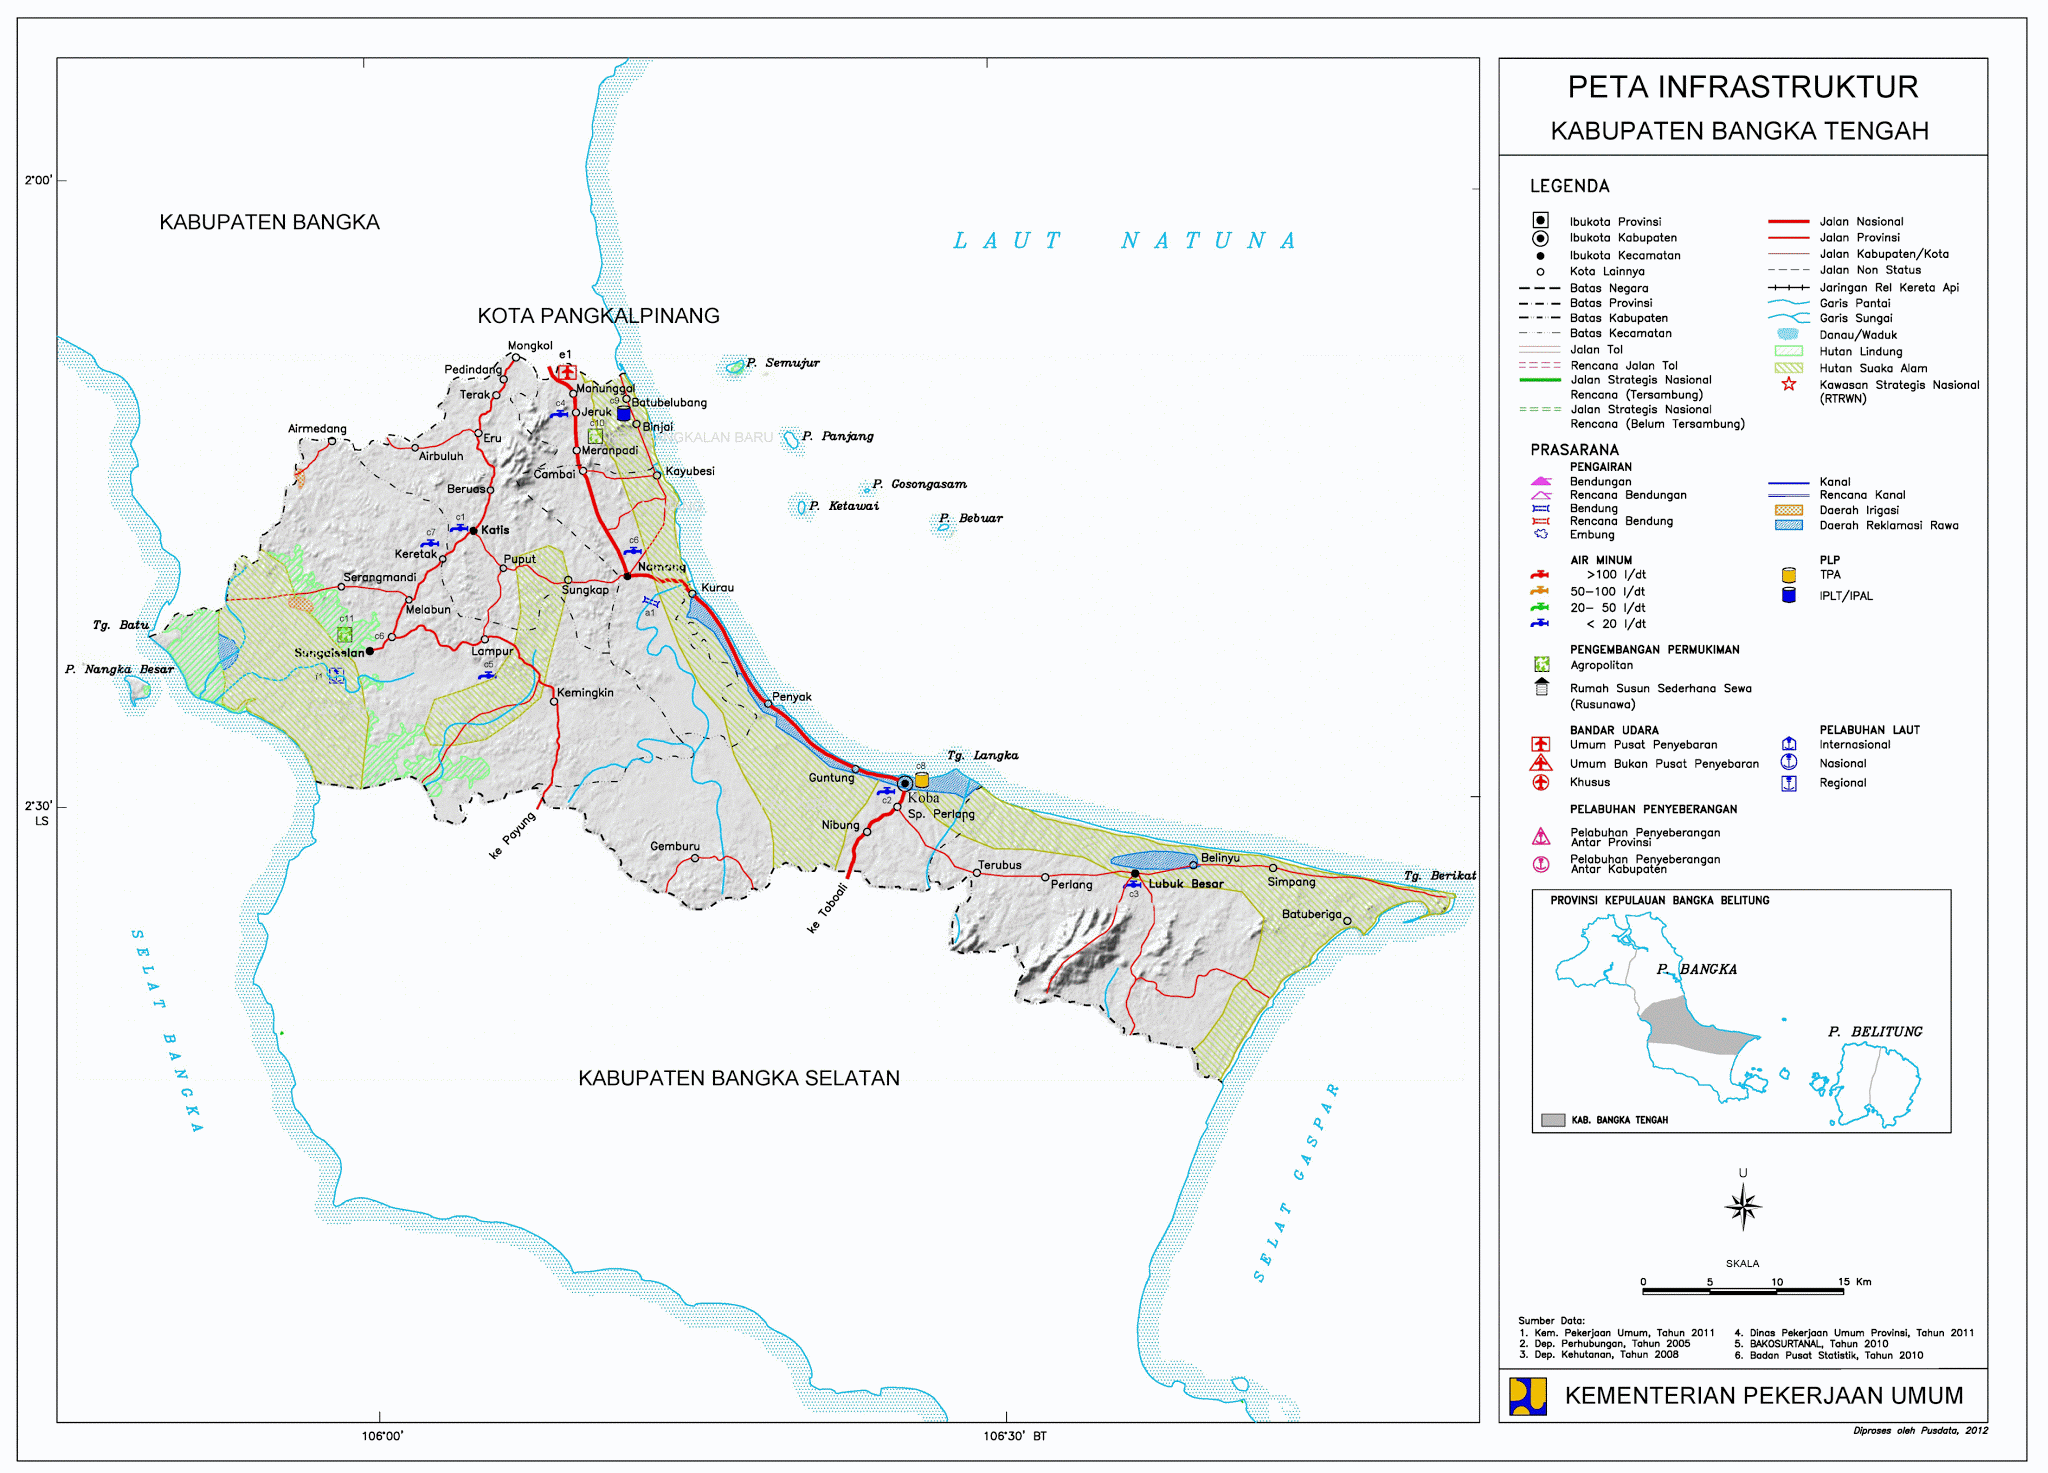 PETA INFRASTRUKTUR
KABUPATEN BANGKA TENGAH
LEGENDA
Ibukota Provinsi
Ibukota Kabupaten
Ibukota Kecamatan
Kota Lainnya
Batas Negara
Batas Provinsi
Batas Kabupaten
Batas Kecamatan
Jalan Tol
Rencana Jalan Tol
Jalan Strategis Nasional
Rencana (Tersambung)
Jalan Strategis Nasional
Rencana (Belum Tersambung)
Jalan Nasional
Jalan Provinsi
Jalan Kabupaten/Kota
Jalan Non Status
Jaringan Rel Kereta Api
Garis Pantai
Garis Sungai
Danau/Waduk
Hutan Lindung
Hutan Suaka Alam
Kawasan Strategis Nasional
(RTRWN)
PRASARANA
PENGAIRAN
Bendungan
Rencana Bendungan
Bendung
Rencana Bendung
Embung
Kanal
Rencana Kanal
Daerah Irigasi
Daerah Reklamasi Rawa
AIR MINUM
>100 l/dt
50-100 l/dt
20- 50 l/dt
< 20 l/dt
PLP
TPA
IPLT/IPAL
PENGEMBANGAN PERMUKIMAN
Agropolitan
Rumah Susun Sederhana Sewa
(Rusunawa)
BANDAR UDARA
Umum Pusat Penyebaran
Umum Bukan Pusat Penyebaran
Khusus
PELABUHAN LAUT
Internasional
Nasional
Regional
PELABUHAN PENYEBERANGAN
Pelabuhan Penyeberangan
Antar Provinsi
Pelabuhan Penyeberangan
Antar Kabupaten
PROVINSI KEPULAUAN BANGKA BELITUNG
P. BANGKA
P. BELITUNG
KAB. BANGKA TENGAH
U
SKALA
0 5 10 15 Km
Sumber Data:
1. Kem. Pekerjaan Umum, Tahun 2011
2. Dep. Perhubungan, Tahun 2005
3. Dep. Kehutanan, Tahun 2008
4. Dinas Pekerjaan Umum Provinsi, Tahun 2011
5. BAKOSURTANAL, Tahun 2010
6. Badan Pusat Statistik, Tahun 2010
KEMENTERIAN PEKERJAAN UMUM
Diproses oleh Pusdata, 2012
2°00'
2°30'
LS
106°00'
106°30' BT
KABUPATEN BANGKA
LAUT NATUNA
KOTA PANGKALPINANG
Mongkol
e1
P. Semujur
Pedindang
Manunggal
Terak
c4
c9
Batubelubang
Jeruk
Airmedang
Eru
c10
Binjai
NGKALAN BARU
P. Panjang
Airbuluh
Meranpadi
Cambai
Kayubesi
Beruas
P. Gosongasam
P. Ketawai
P. Bebuar
c1
Katis
c7
c6
Keretak
Puput
Namang
Serangmandi
Sungkap
Kurau
Melabun
a1
Tg. Batu
c11
c6
Sungaiselan
Lampur
P. Nangka Besar
f1
c5
Kemingkin
Penyak
Tg. Langka
Guntung
c8
Koba
c2
Sp. Perlang
Nibung
ke Payung
Gemburu
Terubus
Belinyu
Perlang
Lubuk Besar
c3
Simpang
Tg. Berikat
ke Toboali
Batuberiga
SELAT BANGKA
KABUPATEN BANGKA SELATAN
SELAT GASPAR